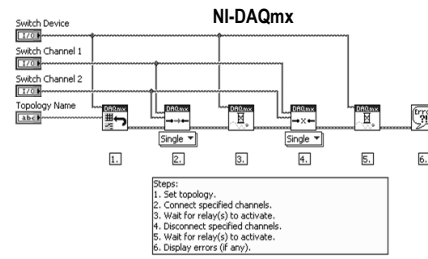 NI-DAQmx
Switch Device
I/O
Switch Channel 1
I/O
Switch Channel 2
I/O
Topology Name
abc
DAQmx DAQmx DAQmx DAQmx DAQmx
Single Single
1. 2. 3. 4. 5. 6.
Steps:
1. Set topology.
2. Connect specified channels.
3. Wait for relay(s) to activate.
4. Disconnect specified channels.
5. Wait for relay(s) to activate.
6. Display errors (if any).